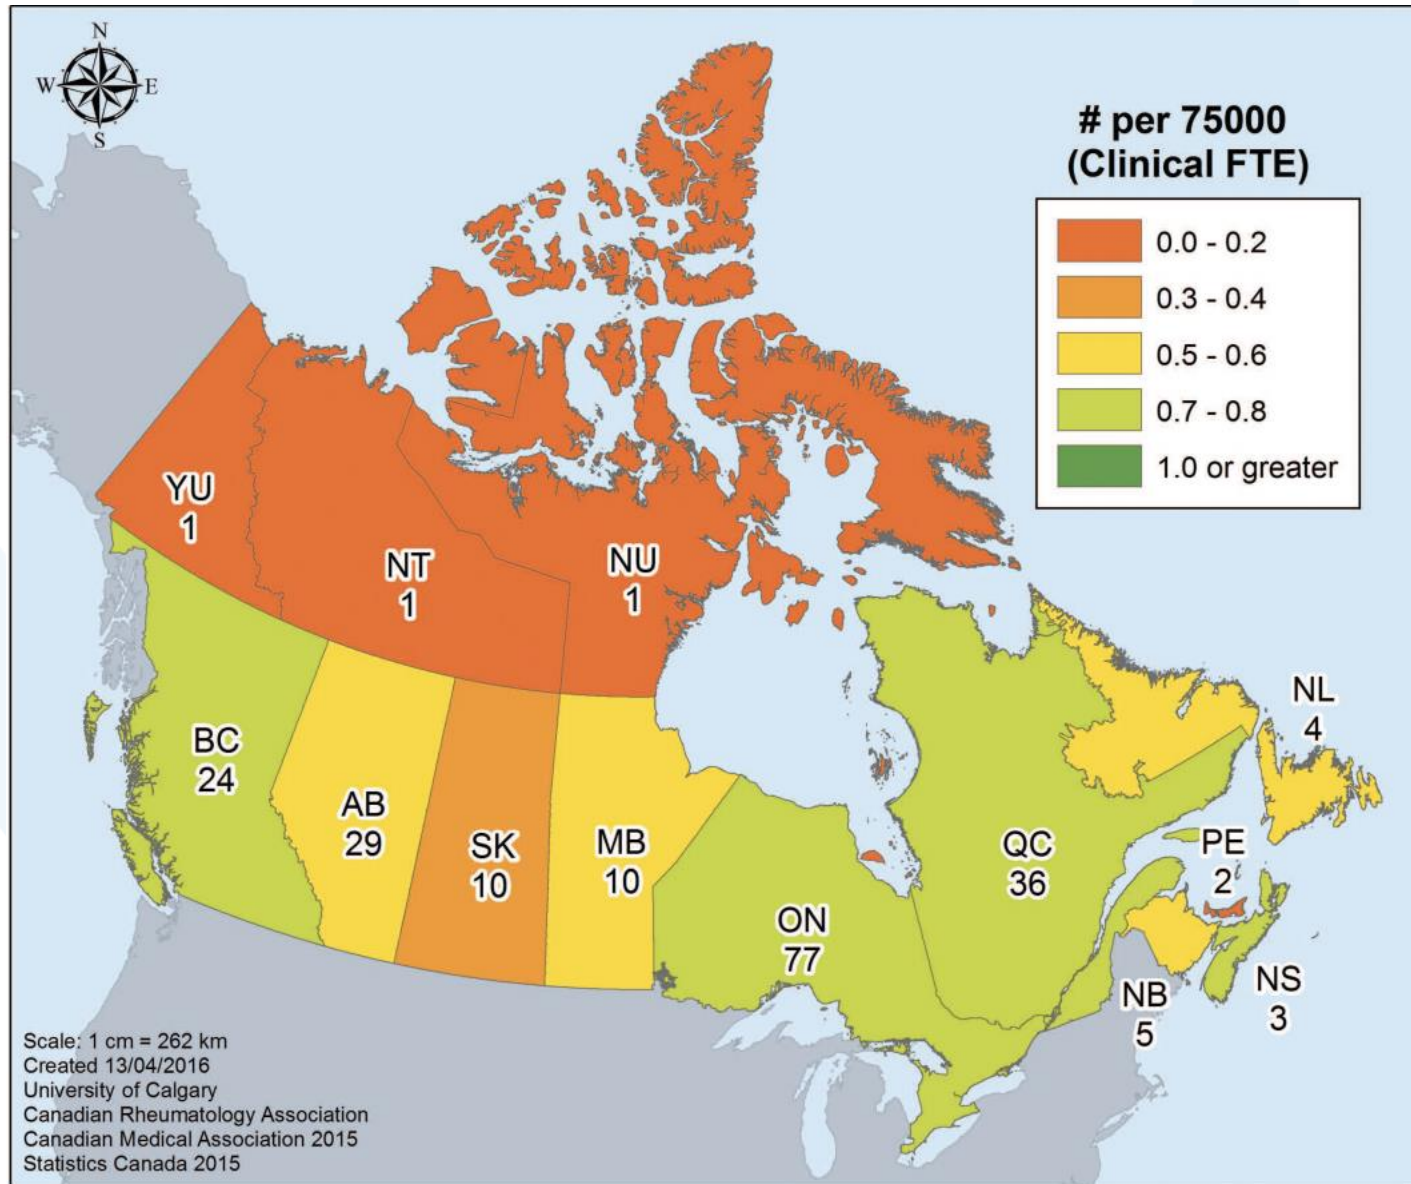 N
W E
S
# per 75000
(Clinical FTE)
0.0 - 0.2
0.3 - 0.4
0.5 - 0.6
0.7 - 0.8
1.0 or greater
YU
1
NT
1
NU
1
BC
24
AB
29
SK
10
MB
10
ON
77
QC
36
NL
4
PE
2
NB
5
NS
3
Scale: 1 cm = 262 km
Created 13/04/2016
University of Calgary
Canadian Rheumatology Association
Canadian Medical Association 2015
Statistics Canada 2015